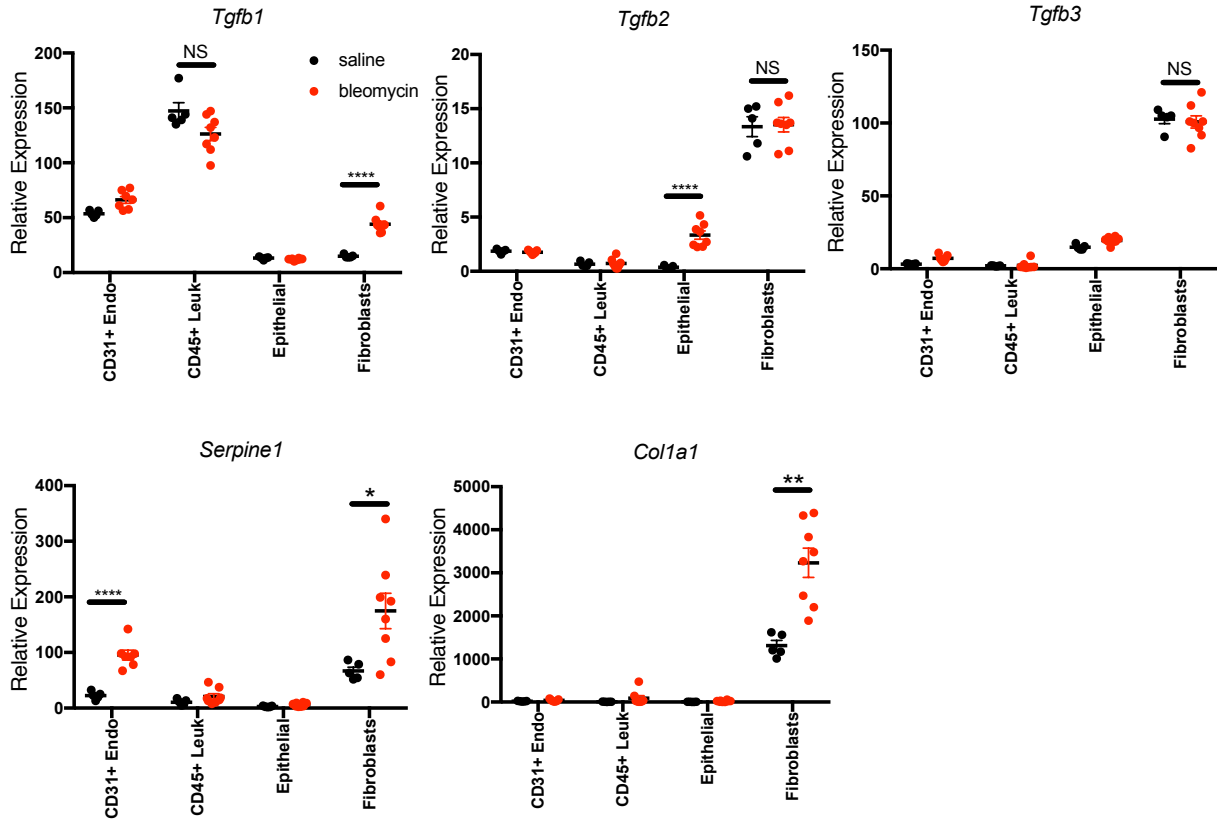 Tgfb1
Relative Expression
200
150
100
50
0
NS
saline
bleomycin
****
CD31+ Endo
CD45+ Leuk
Epithelial
Fibroblasts
Tgfb2
Relative Expression
20
15
10
5
0
NS
****
CD31+ Endo
CD45+ Leuk
Epithelial
Fibroblasts
Tgfb3
Relative Expression
150
100
50
0
NS
CD31+ Endo
CD45+ Leuk
Epithelial
Fibroblasts
Serpine1
Relative Expression
400
300
200
100
0
****
*
CD31+ Endo
CD45+ Leuk
Epithelial
Fibroblasts
Col1a1
Relative Expression
5000
4000
3000
2000
1000
0
**
CD31+ Endo
CD45+ Leuk
Epithelial
Fibroblasts